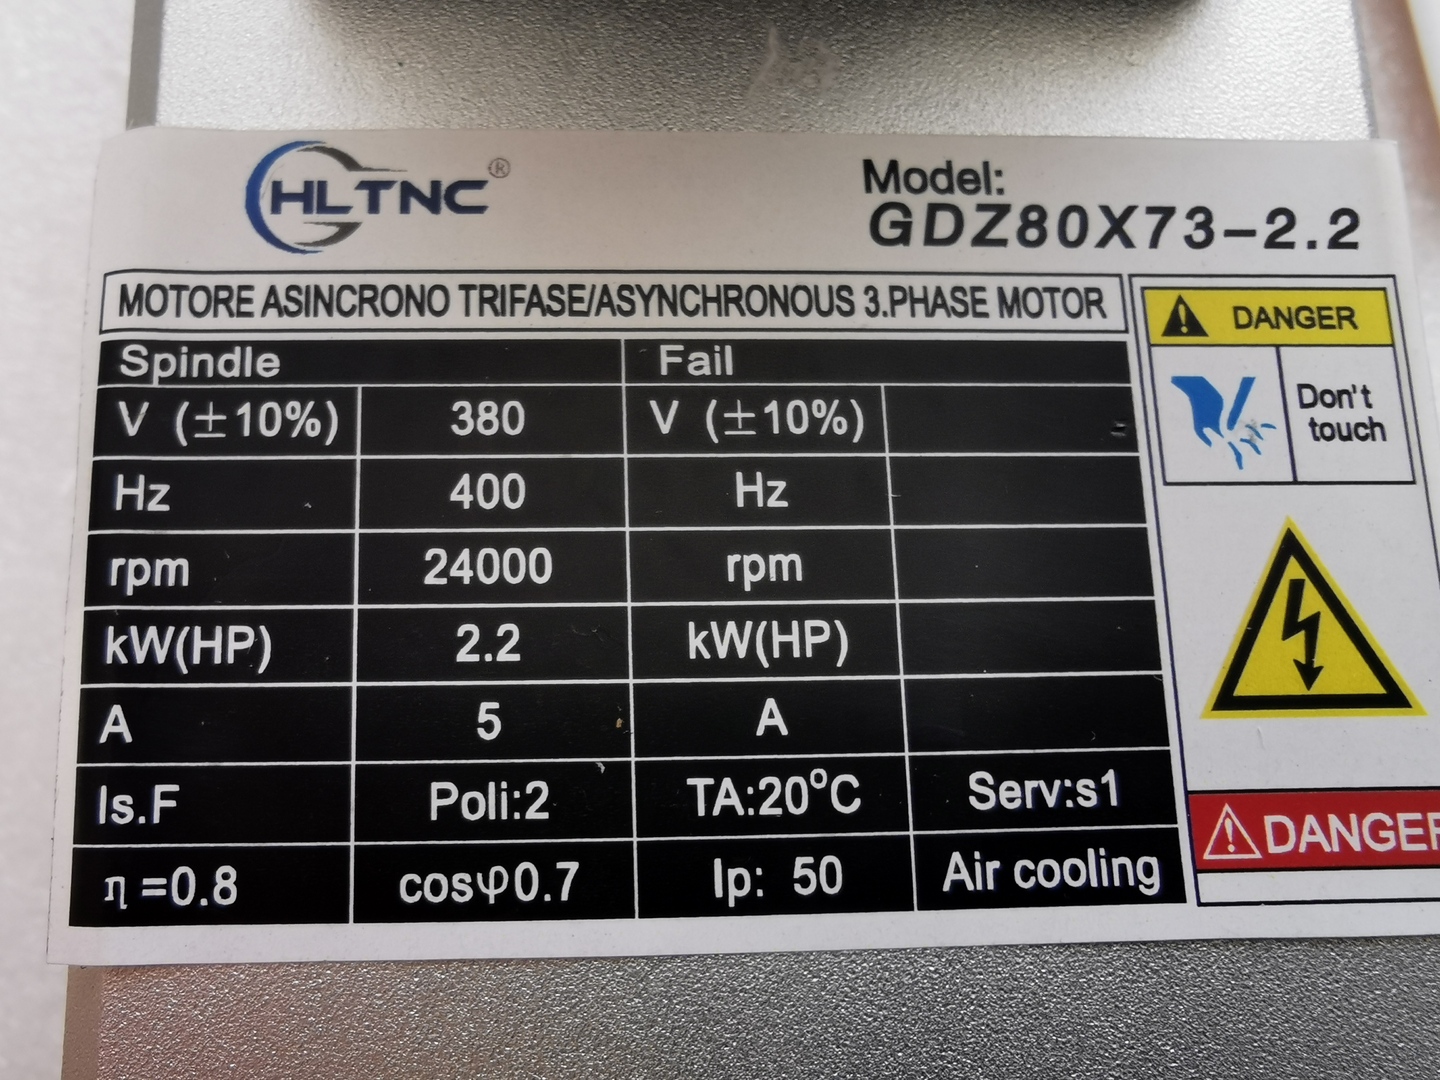 HLTNC®
Model:
GDZ80X73-2.2
MOTORE ASINCRONO TRIFASE/ASYNCHRONOUS 3.PHASE MOTOR
Spindle Fail
V (±10%) 380 V (±10%)
Hz 400 Hz
rpm 24000 rpm
kW(HP) 2.2 kW(HP)
A 5 A
Is.F Poli:2 TA:20°C Serv:s1
η =0.8 cosφ0.7 Ip: 50 Air cooling
DANGER
Don't
touch
DANGER